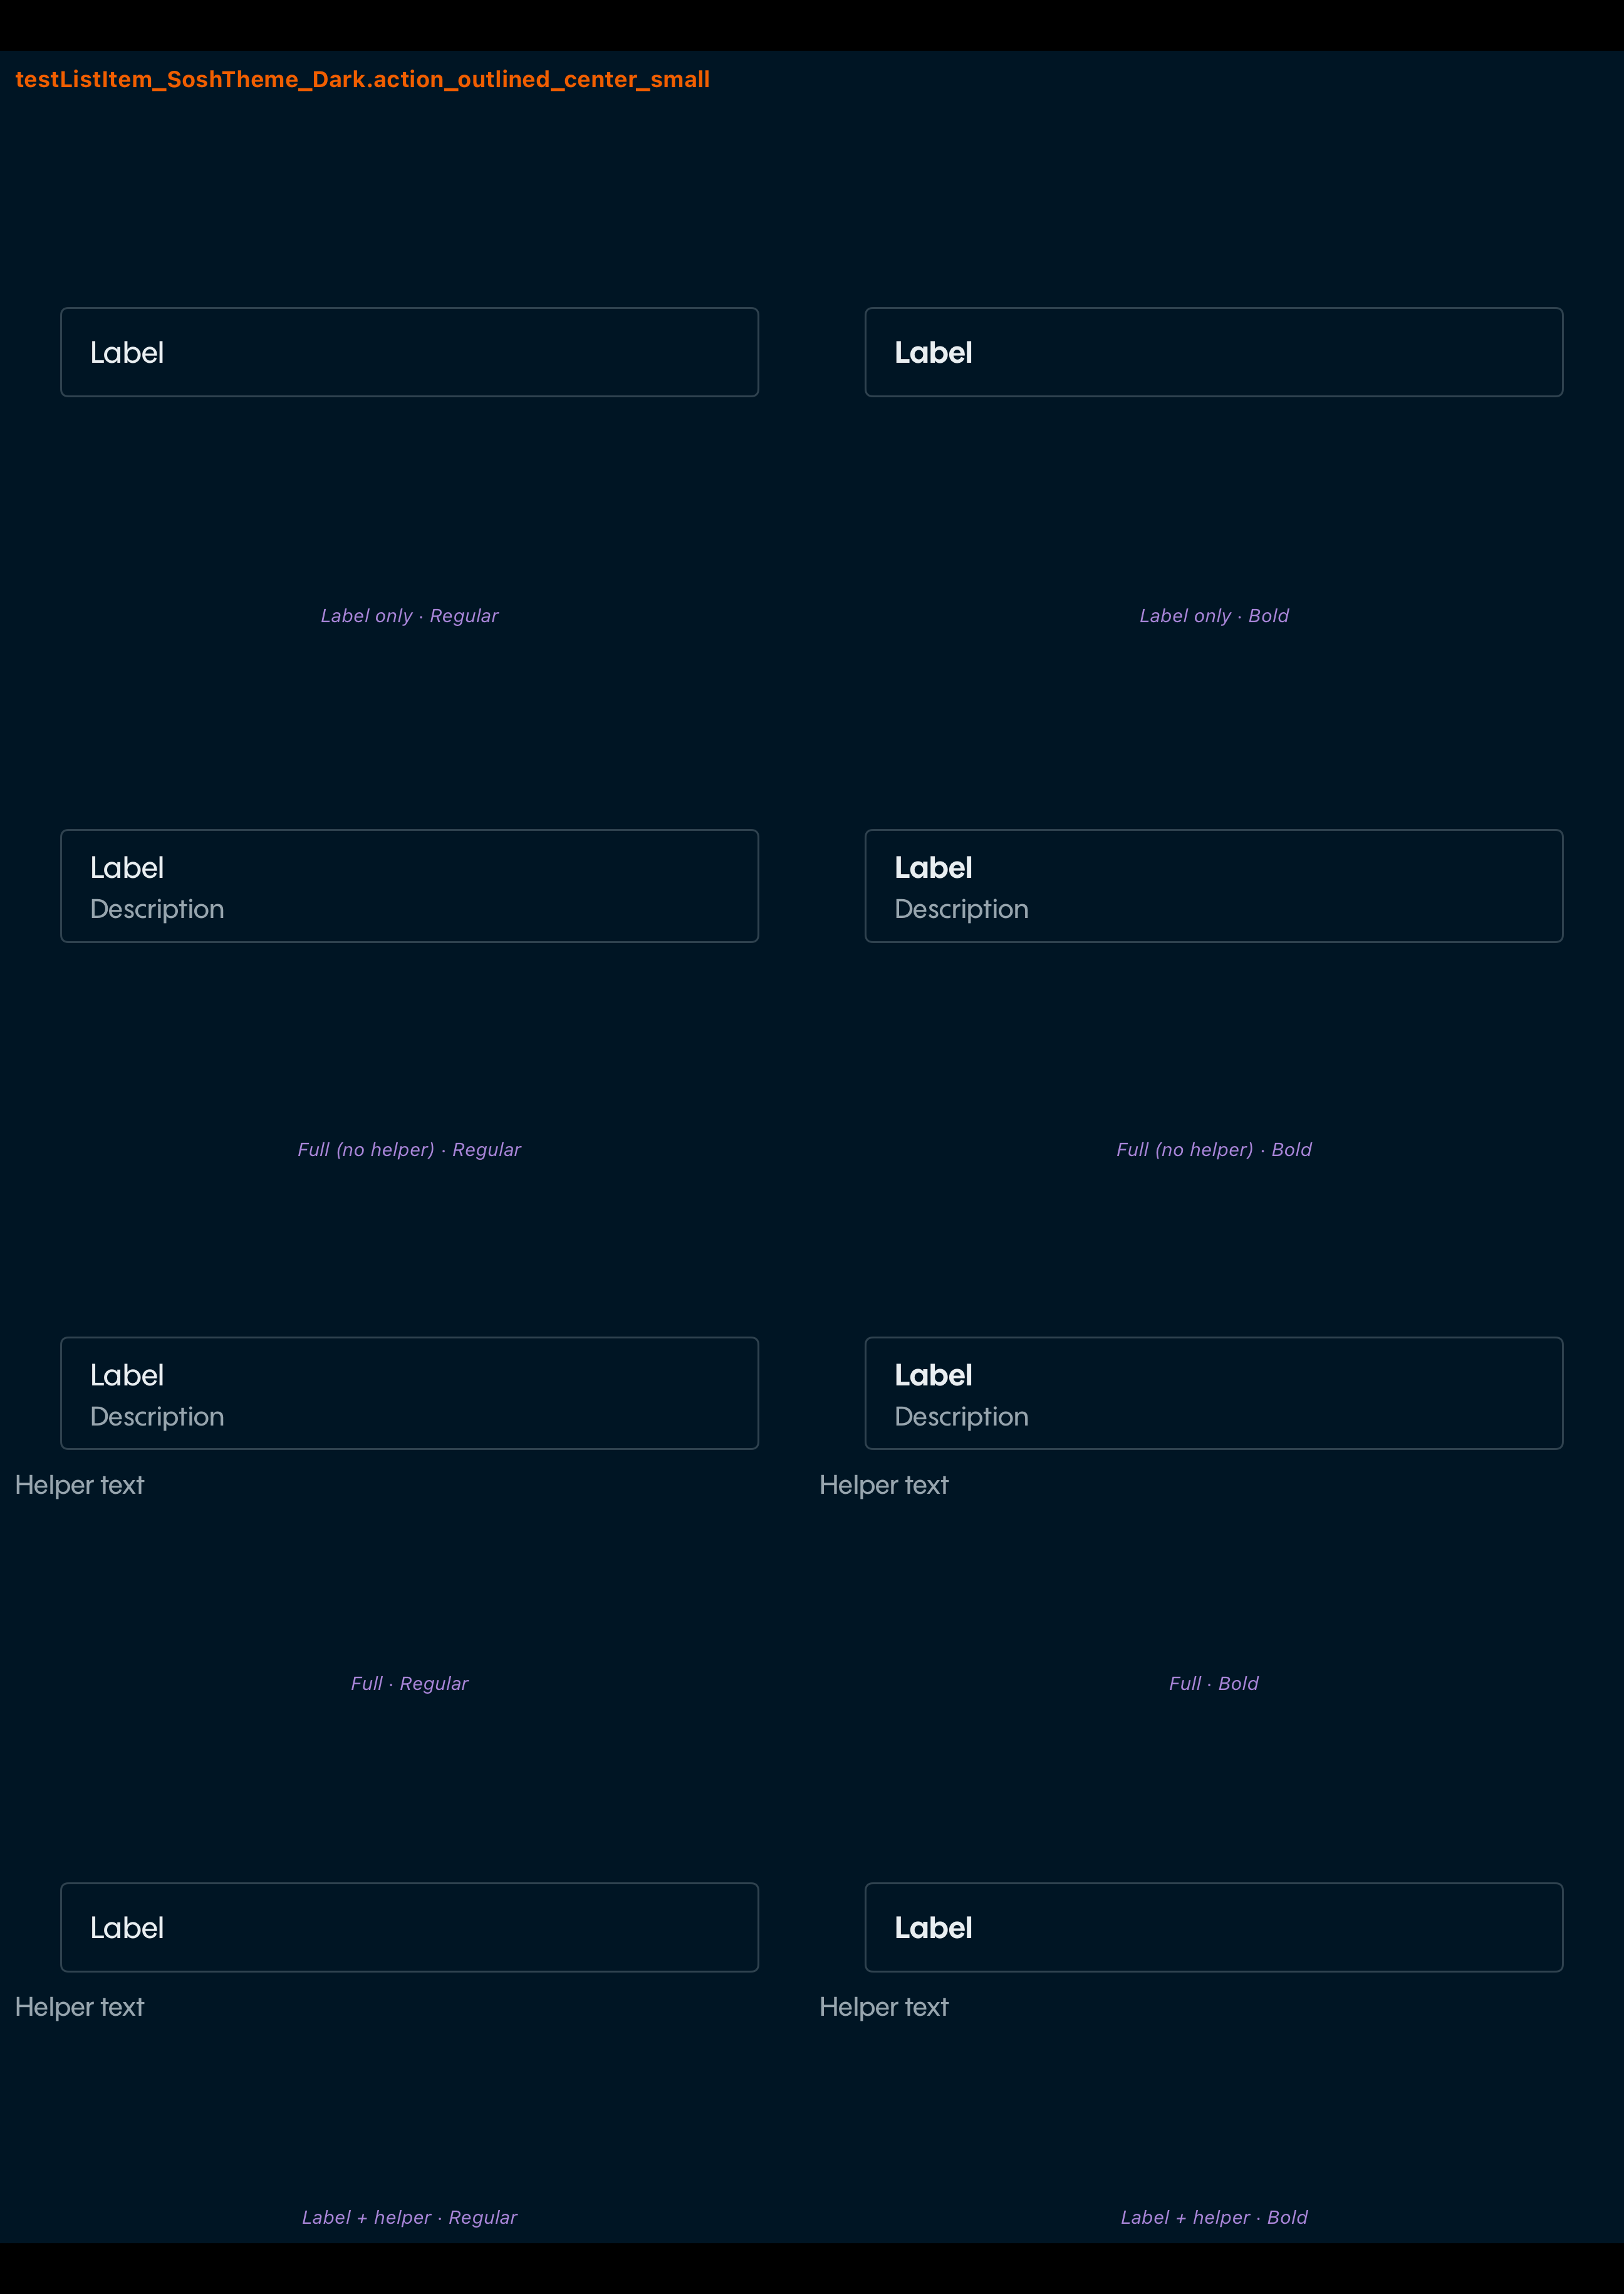 testListItem_SoshTheme_Dark.action_outlined_center_small
Label
Label
Label only · Regular
Label only · Bold
Label
Description
Label
Description
Full (no helper) · Regular
Full (no helper) · Bold
Label
Description
Helper text
Label
Description
Helper text
Full · Regular
Full · Bold
Label
Helper text
Label
Helper text
Label + helper · Regular
Label + helper · Bold